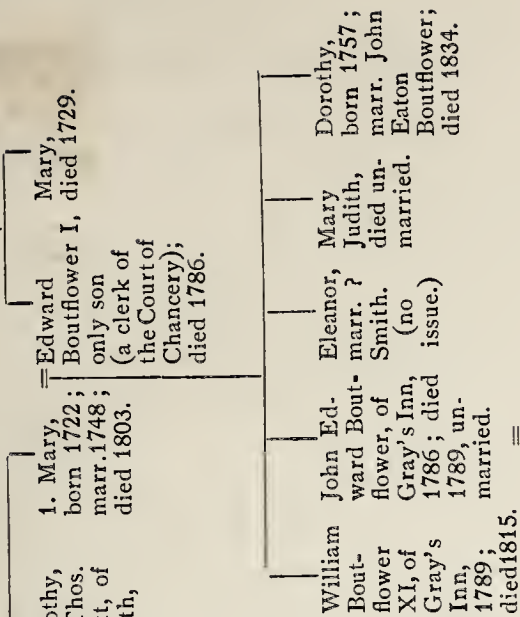 othy,
hos.
t, of
th,
1. Mary,
born 1722;
marr.1748;
died 1803.
=Edward
Boutflower I,
only son
(a clerk of
the Court of
Chancery);
died 1786.
Mary,
died 1729.
William
Bout-
flower
XI, of
Gray's
Inn,
1789;
died1815.
=
John Ed-
ward Bout-
flower, of
Gray's Inn,
1786; died
1789, un-
married.
Eleanor,
marr. ?
Smith.
(no
issue.)
Mary
Judith,
died un-
married.
Dorothy,
born 1757;
marr. John
Eaton
Boutflower;
died 1834.